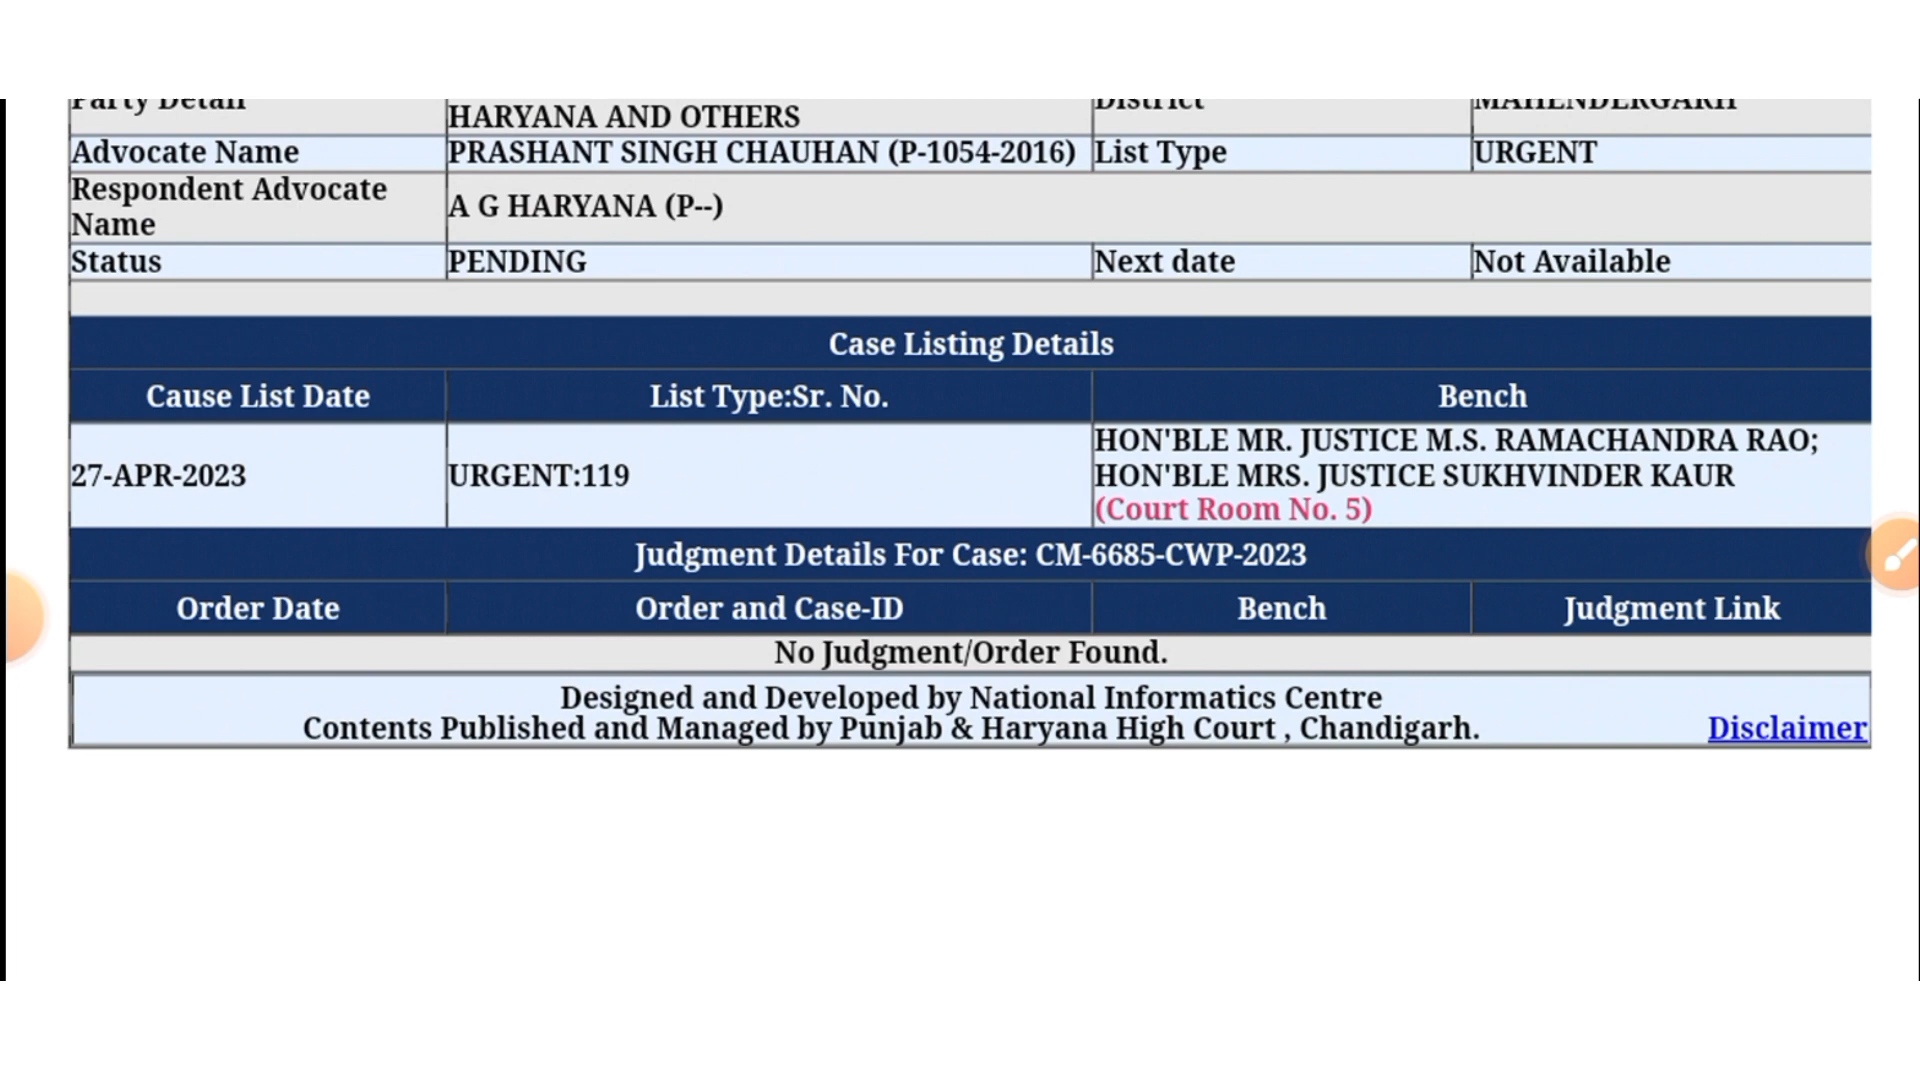 Party Detail
HARYANA AND OTHERS
District
MAHENDERGARH
Advocate Name
PRASHANT SINGH CHAUHAN (P-1054-2016)
List Type
URGENT
Respondent Advocate
Name
A G HARYANA (P--)
Status
PENDING
Next date
Not Available
Case Listing Details
Cause List Date
List Type:Sr. No.
Bench
27-APR-2023
URGENT:119
HON'BLE MR. JUSTICE M.S. RAMACHANDRA RAO;
HON'BLE MRS. JUSTICE SUKHVINDER KAUR
(Court Room No. 5)
Judgment Details For Case: CM-6685-CWP-2023
Order Date
Order and Case-ID
Bench
Judgment Link
No Judgment/Order Found.
Designed and Developed by National Informatics Centre
Contents Published and Managed by Punjab & Haryana High Court , Chandigarh.
Disclaimer